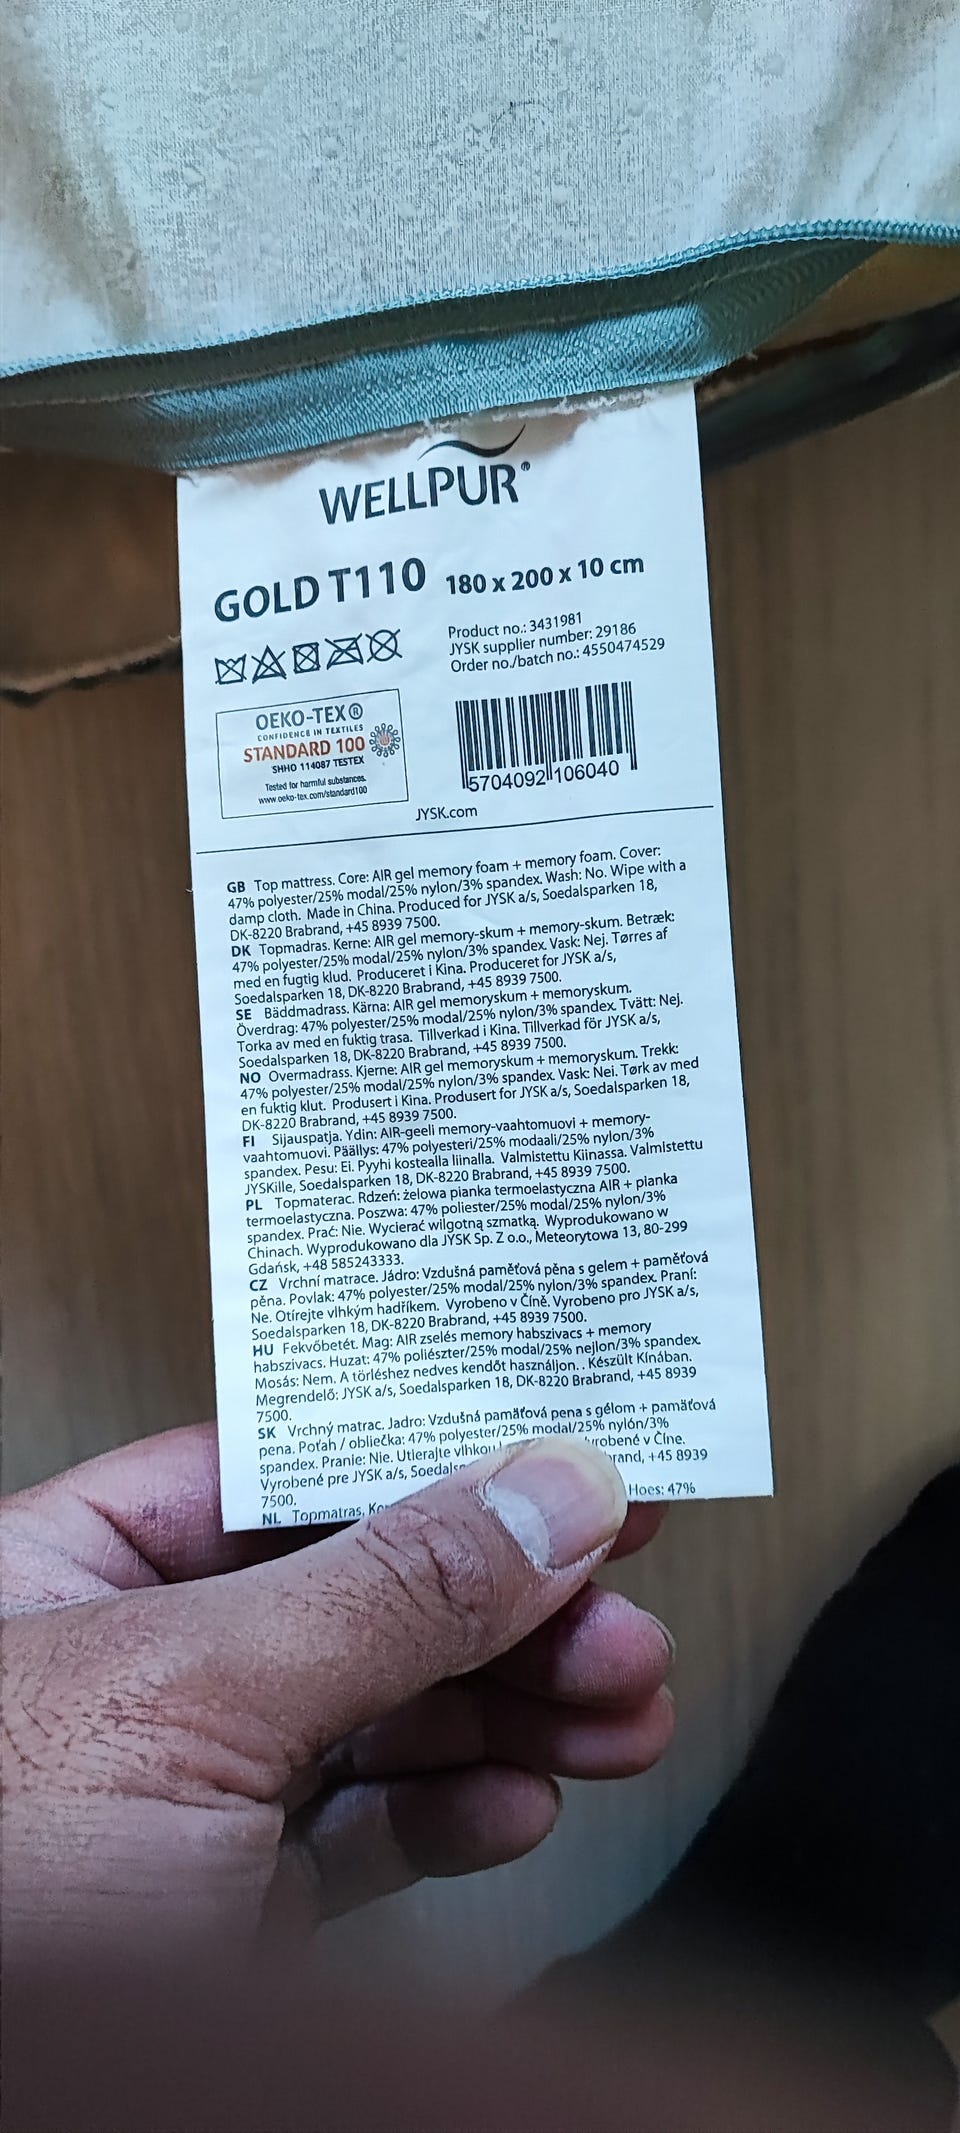 WELLPUR®
GOLD T110 180 x 200 x 10 cm
Product no.: 3431981
JYSK supplier number: 29186
Order no./batch no.: 4550474529
OEKO-TEX®
CONFIDENCE IN TEXTILES
STANDARD 100
SHHO 114087 TESTEX
Tested for harmful substances.
www.oeko-tex.com/standard100
5704092 106040
JYSK.com
GB Top mattress. Core: AIR gel memory foam + memory foam. Cover:
47% polyester/25% modal/25% nylon/3% spandex. Wash: No. Wipe with a
damp cloth. Made in China. Produced for JYSK a/s, Soedalsparken 18,
DK-8220 Brabrand, +45 8939 7500.
DK Topmadras. Kerne: AIR gel memory-skum + memory-skum. Betræk:
47% polyester/25% modal/25% nylon/3% spandex. Vask: Nej. Tørres af
med en fugtig klud. Produceret i Kina. Produceret for JYSK a/s,
Soedalsparken 18, DK-8220 Brabrand, +45 8939 7500.
SE Bäddmadrass. Kärna: AIR gel memoryskum + memoryskum.
Överdrag: 47% polyester/25% modal/25% nylon/3% spandex. Tvätt: Nej.
Torka av med en fuktig trasa. Tillverkad i Kina. Tillverkad för JYSK a/s,
Soedalsparken 18, DK-8220 Brabrand, +45 8939 7500.
NO Overmadrass. Kjerne: AIR gel memoryskum + memoryskum. Trekk:
47% polyester/25% modal/25% nylon/3% spandex. Vask: Nei. Tørk av med
en fuktig klut. Produsert i Kina. Produsert for JYSK a/s, Soedalsparken 18,
DK-8220 Brabrand, +45 8939 7500.
FI Sijauspatja. Ydin: AIR-geeli memory-vaahtomuovi + memory-
vaahtomuovi. Päällys: 47% polyesteri/25% modaali/25% nylon/3%
spandex. Pesu: Ei. Pyyhi kostealla liinalla. Valmistettu Kiinassa. Valmistettu
JYSKille, Soedalsparken 18, DK-8220 Brabrand, +45 8939 7500.
PL Topmaterac. Rdzeń: żelowa pianka termoelastyczna AIR + pianka
termoelastyczna. Poszwa: 47% poliester/25% modal/25% nylon/3%
spandex. Prać: Nie. Wycierać wilgotną szmatką. Wyprodukowano w
Chinach. Wyprodukowano dla JYSK Sp. Z o.o., Meteorytowa 13, 80-299
Gdańsk, +48 585243333.
CZ Vrchní matrace. Jádro: Vzdušná paměťová pěna s gelem + paměťová
pěna. Povlak: 47% polyester/25% modal/25% nylon/3% spandex. Praní:
Ne. Otírejte vlhkým hadříkem. Vyrobeno v Číně. Vyrobeno pro JYSK a/s,
Soedalsparken 18, DK-8220 Brabrand, +45 8939 7500.
HU Fekvőbetét. Mag: AIR zselés memory habszivacs + memory
habszivacs. Huzat: 47% poliészter/25% modal/25% nejlon/3% spandex.
Mosás: Nem. A törléshez nedves kendőt használjon. . Készült Kínában.
Megrendelő: JYSK a/s, Soedalsparken 18, DK-8220 Brabrand, +45 8939
7500.
SK Vrchný matrac. Jadro: Vzdušná pamäťová pena s gélom + pamäťová
pena. Poťah / obliečka: 47% polyester/25% modal/25% nylón/3%
spandex. Pranie: Nie. Utierajte v Číne.
Vyrobené pre JYSK a/s, +45 8939
7500.
NL Topmatras. Hoes: 47%